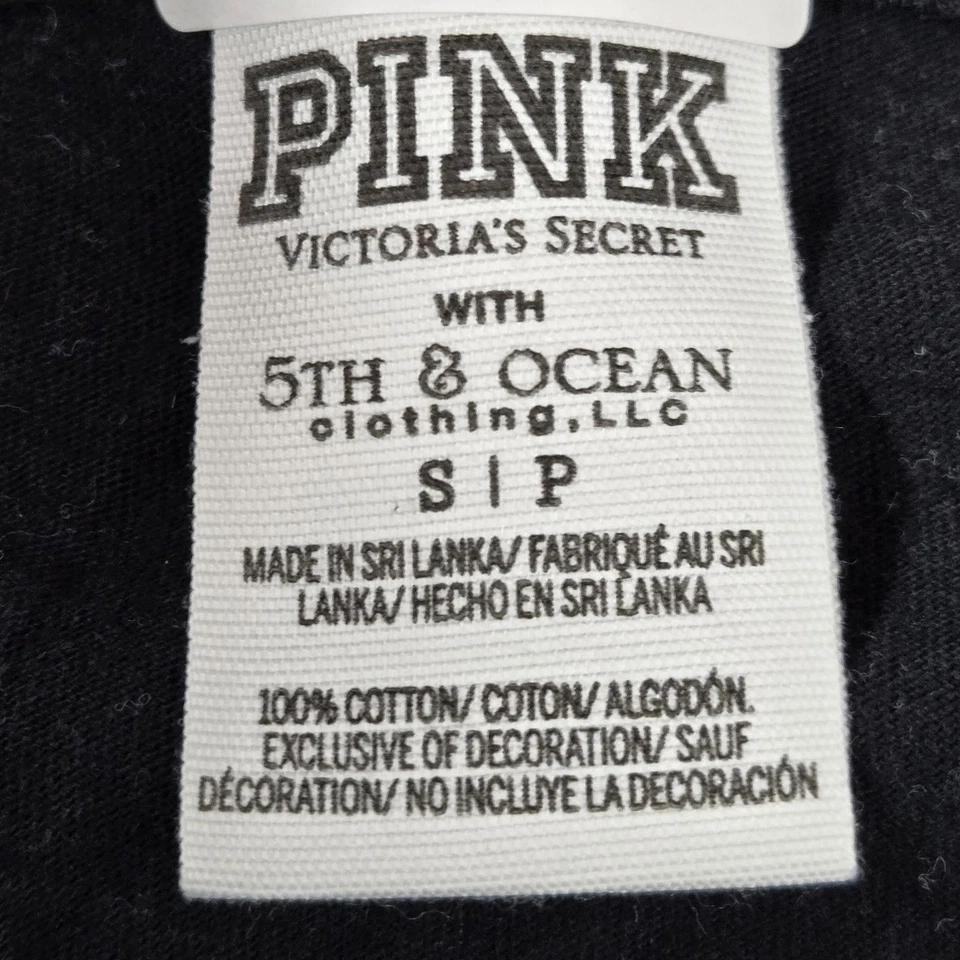 PINK
VICTORIA'S SECRET
WITH
5TH & OCEAN
clothing, LLC
S | P
MADE IN SRI LANKA/ FABRIQUÉ AU SRI
LANKA/ HECHO EN SRI LANKA
100% COTTON/ COTON/ ALGODÓN.
EXCLUSIVE OF DECORATION/ SAUF
DÉCORATION/ NO INCLUYE LA DECORACIÓN